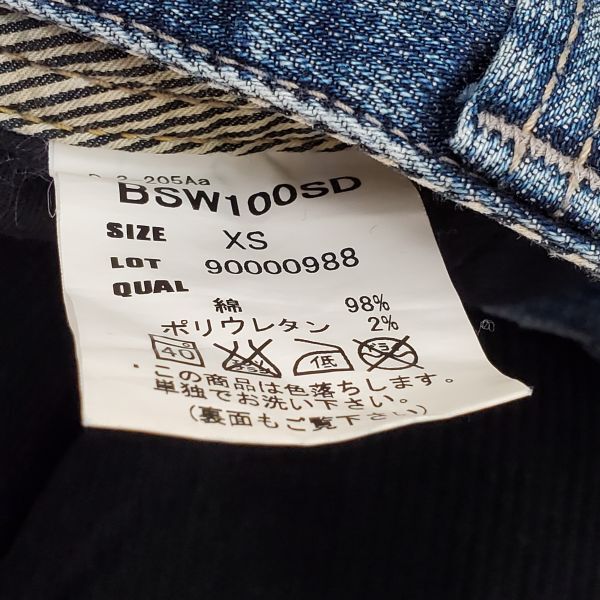 205Aa
BSW100SD
SIZE XS
LOT 90000988
QUAL
綿 98%
ポリウレタン 2%
40 低
・この商品は色落ちします。
単独でお洗い下さい。
(裏面もご覧下さい)